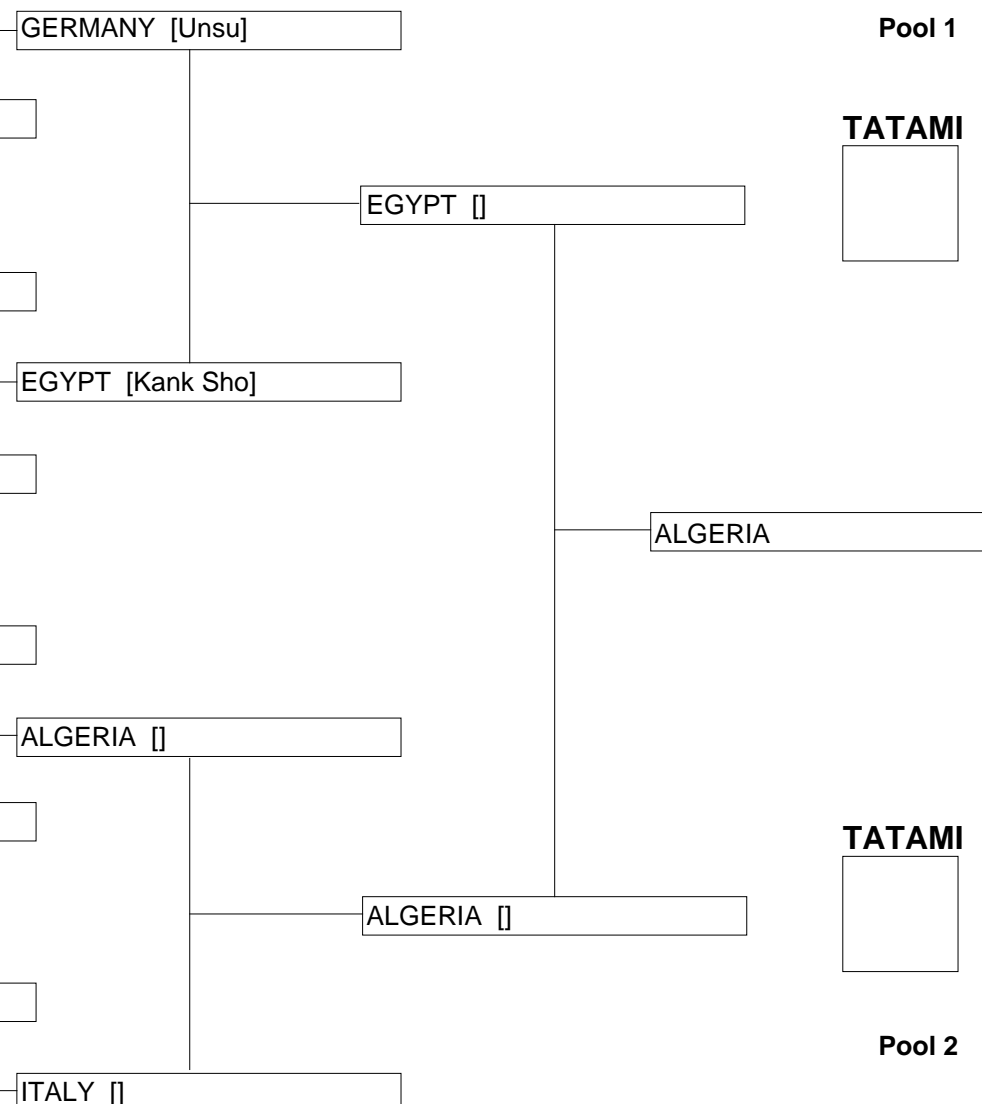 GERMANY [Unsu]
Pool 1
TATAMI
EGYPT []
EGYPT [Kank Sho]
ALGERIA
ALGERIA []
TATAMI
ALGERIA []
Pool 2
ITALY []